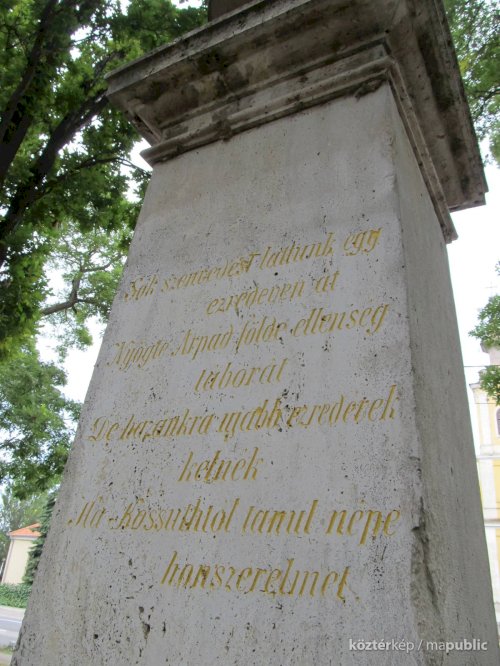 Sok szenvedést láttunk egy
ezredéven át
Nyögte Árpád földe ellenség
táborát
De hazánkra ujabb ezredévek
kelnek
Ha Kossuthtól tanul népe
honszerelmet.
köztérkép / mapublic